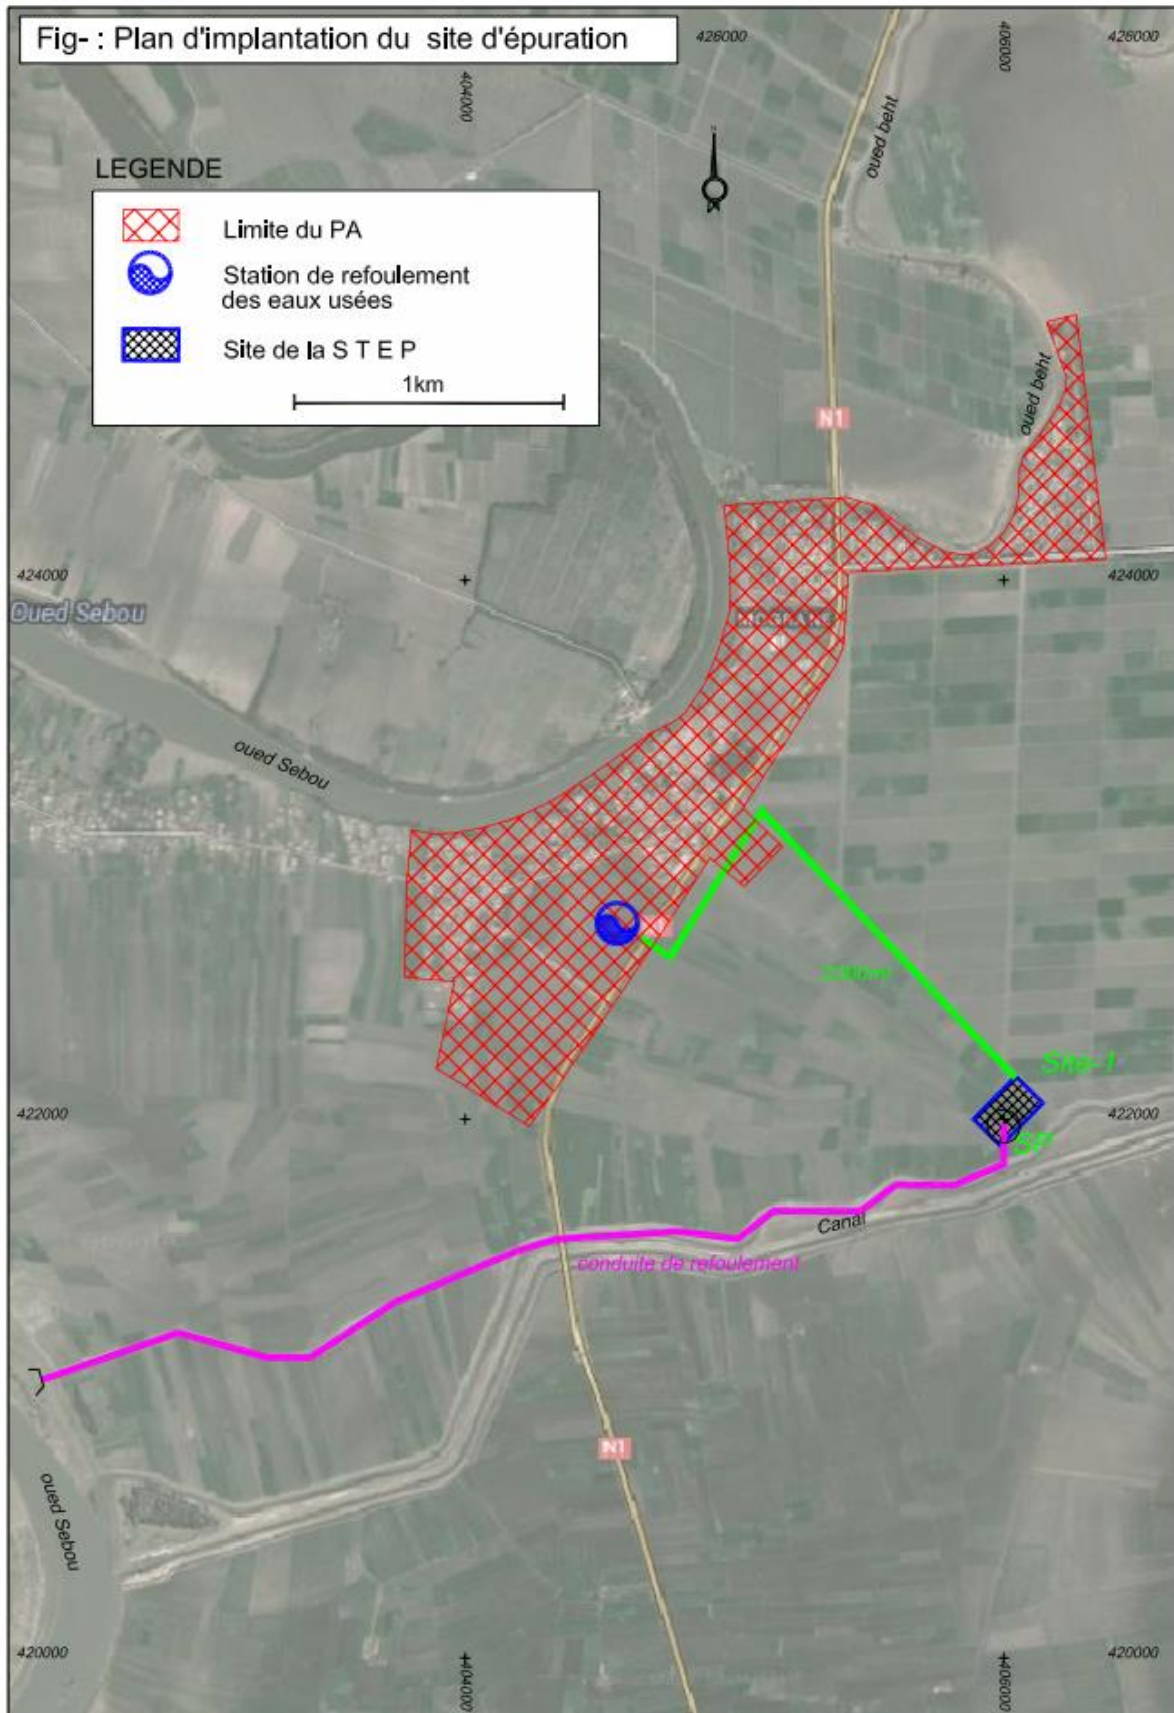 Fig- : Plan d'implantation du site d'épuration
426000
406000
426000
404000
oued beht
LEGENDE
Limite du PA
Station de refoulement
des eaux usées
Site de la S T E P
1km
oued beht
N1
424000
424000
Oued Sebou
oued Sebou
N1
Site-1
422000
422000
SP
Canal
conduite de refoulement
N1
oued Sebou
420000
404000
406000
420000